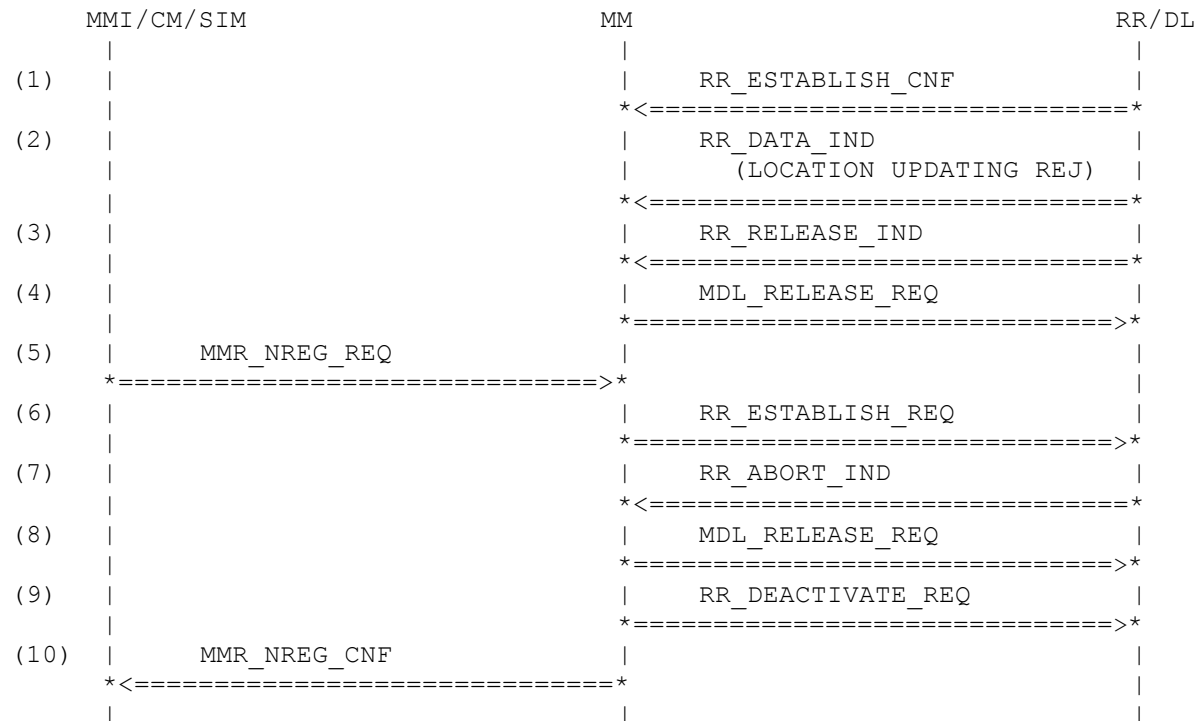 MMI/CM/SIM MM RR/DL
(1) RR_ESTABLISH_CNF
(2) RR_DATA_IND
(LOCATION UPDATING REJ)
(3) RR_RELEASE_IND
(4) MDL_RELEASE_REQ
(5) MMR_NREG_REQ
(6) RR_ESTABLISH_REQ
(7) RR_ABORT_IND
(8) MDL_RELEASE_REQ
(9) RR_DEACTIVATE_REQ
(10) MMR_NREG_CNF